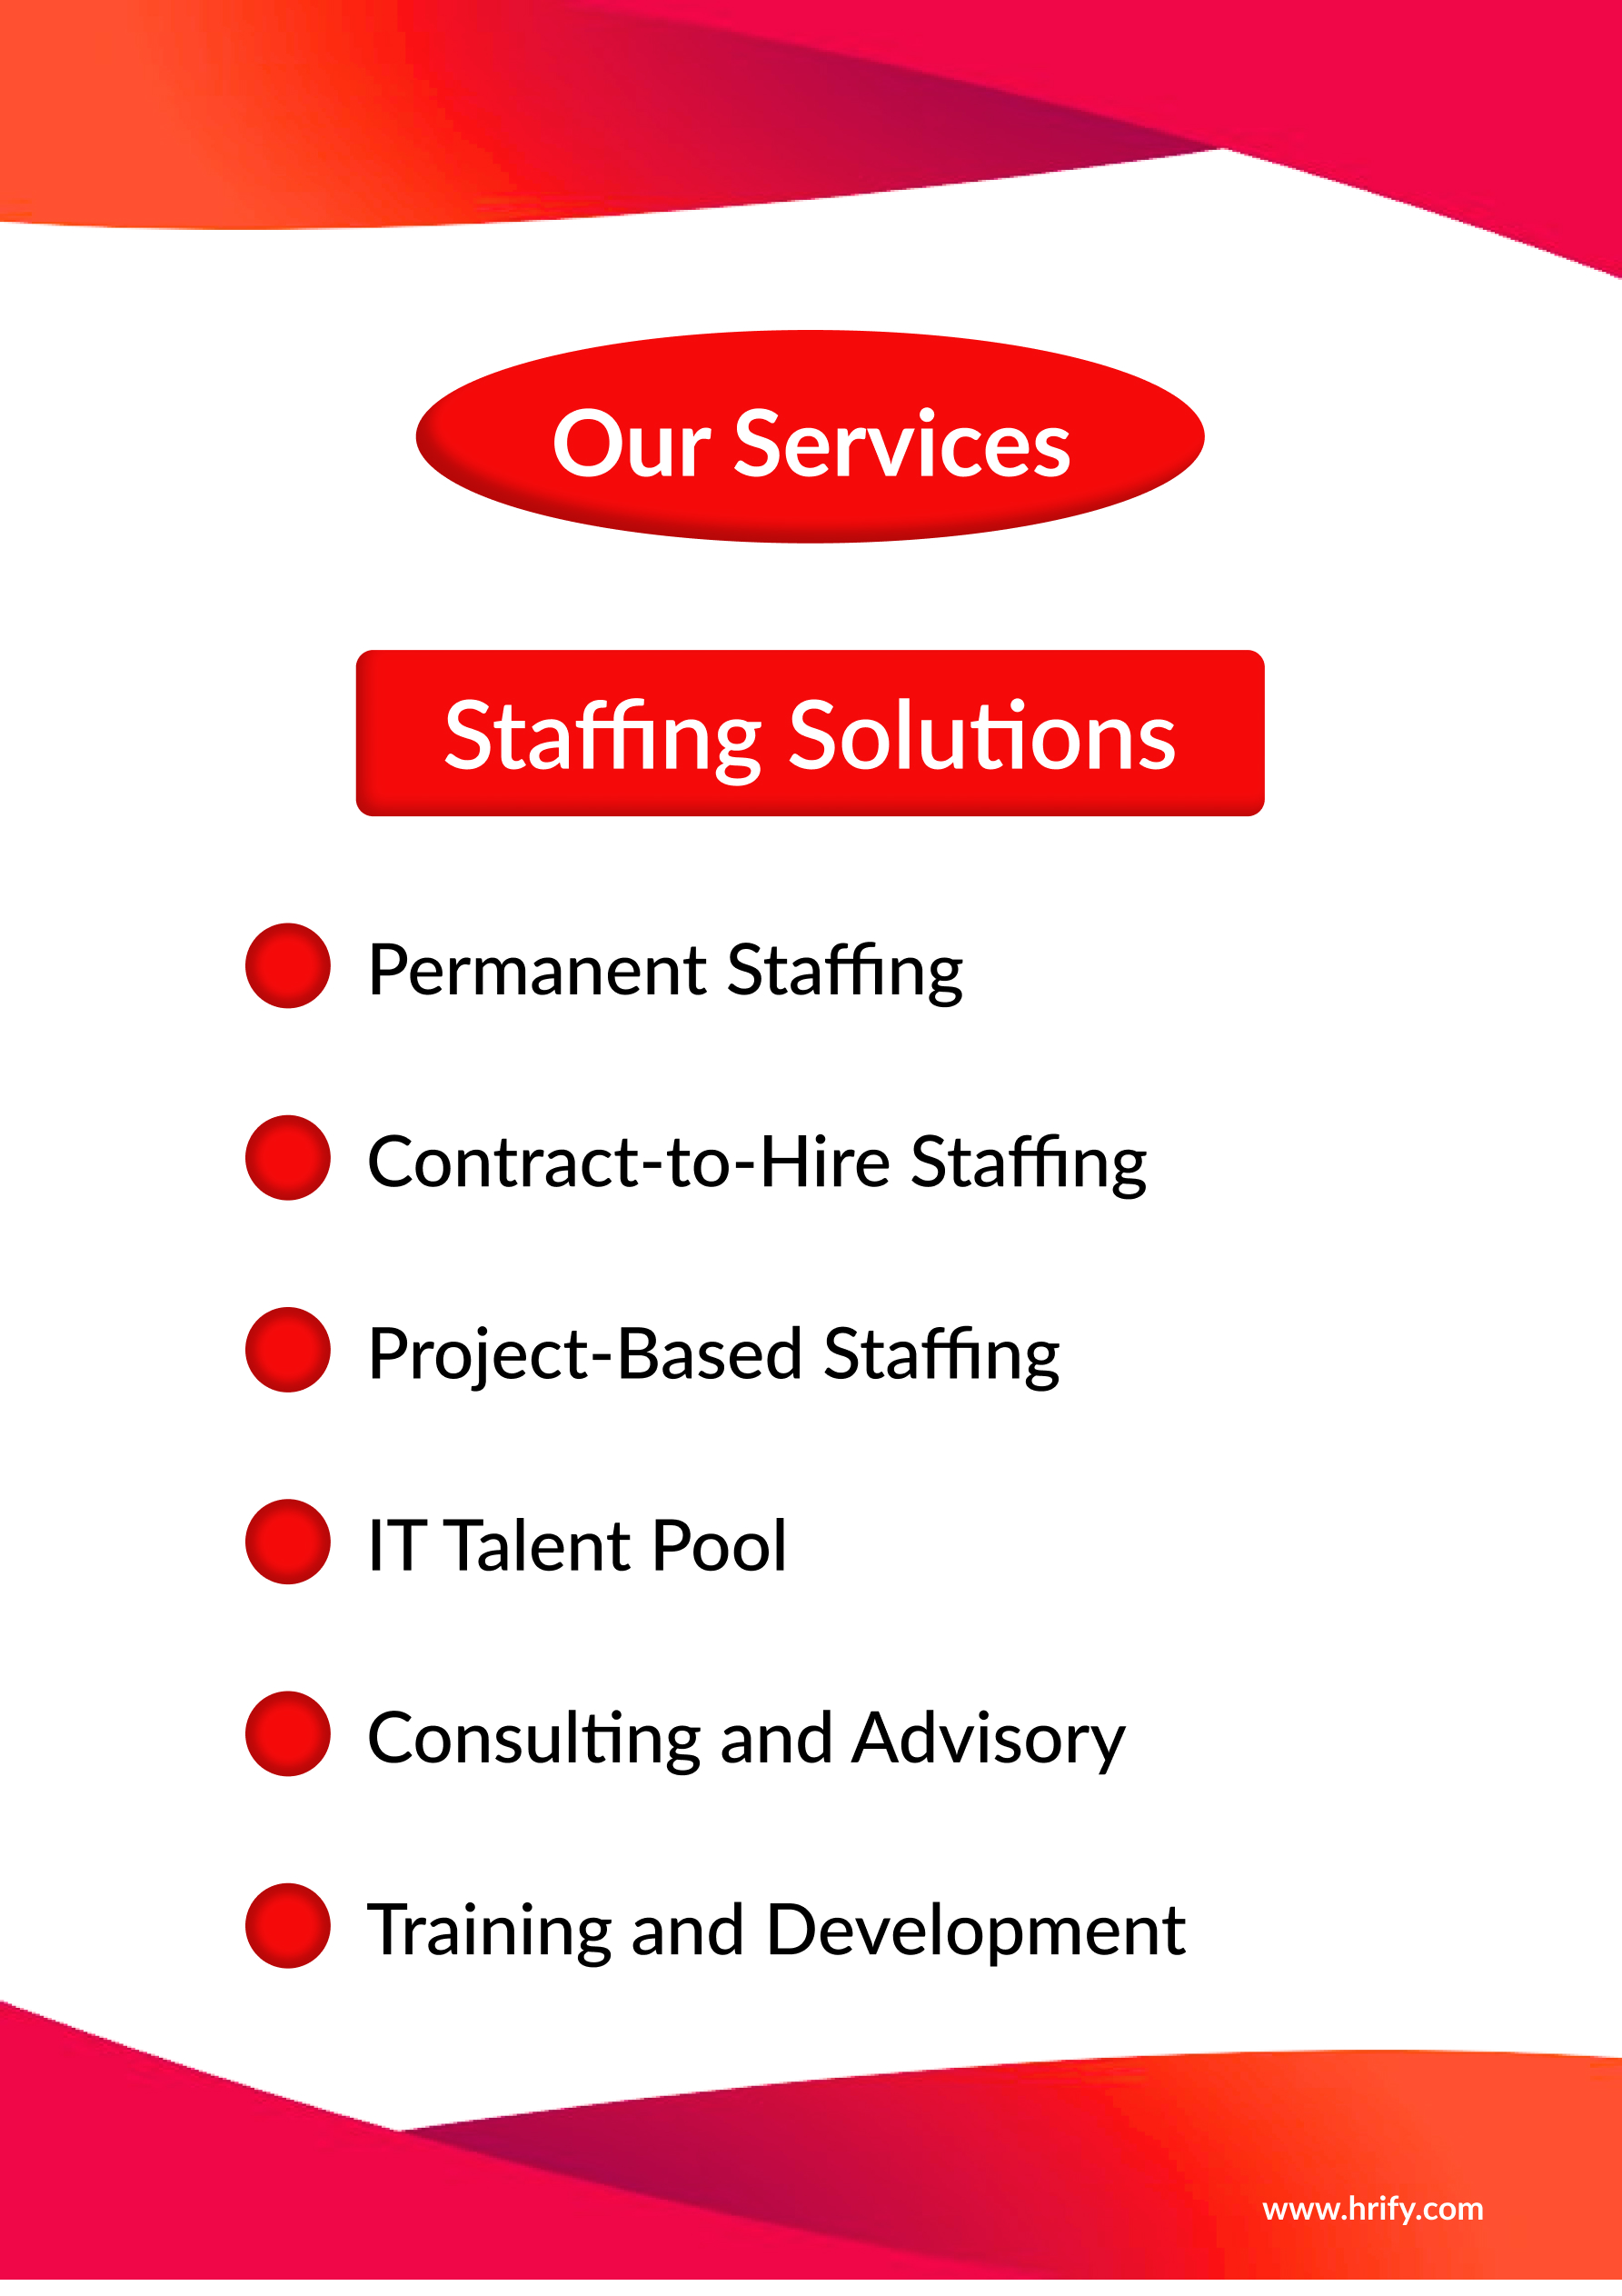 Our Services
Staffing Solutions
Permanent Staffing
Contract-to-Hire Staffing
Project-Based Staffing
IT Talent Pool
Consulting and Advisory
Training and Development
www.hrify.com